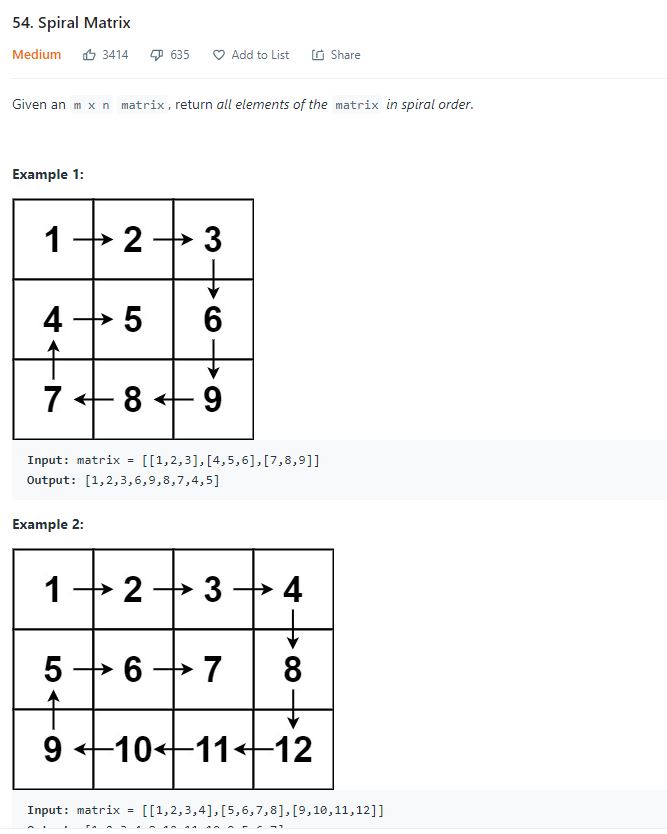 54. Spiral Matrix
Medium 3414 635 Add to List Share
Given an m x n matrix, return all elements of the matrix in spiral order.
Example 1:
1 2 3
4 5 6
7 8 9
Input: matrix = [[1,2,3],[4,5,6],[7,8,9]]
Output: [1,2,3,6,9,8,7,4,5]
Example 2:
1 2 3 4
5 6 7 8
9 10 11 12
Input: matrix = [[1,2,3,4],[5,6,7,8],[9,10,11,12]]